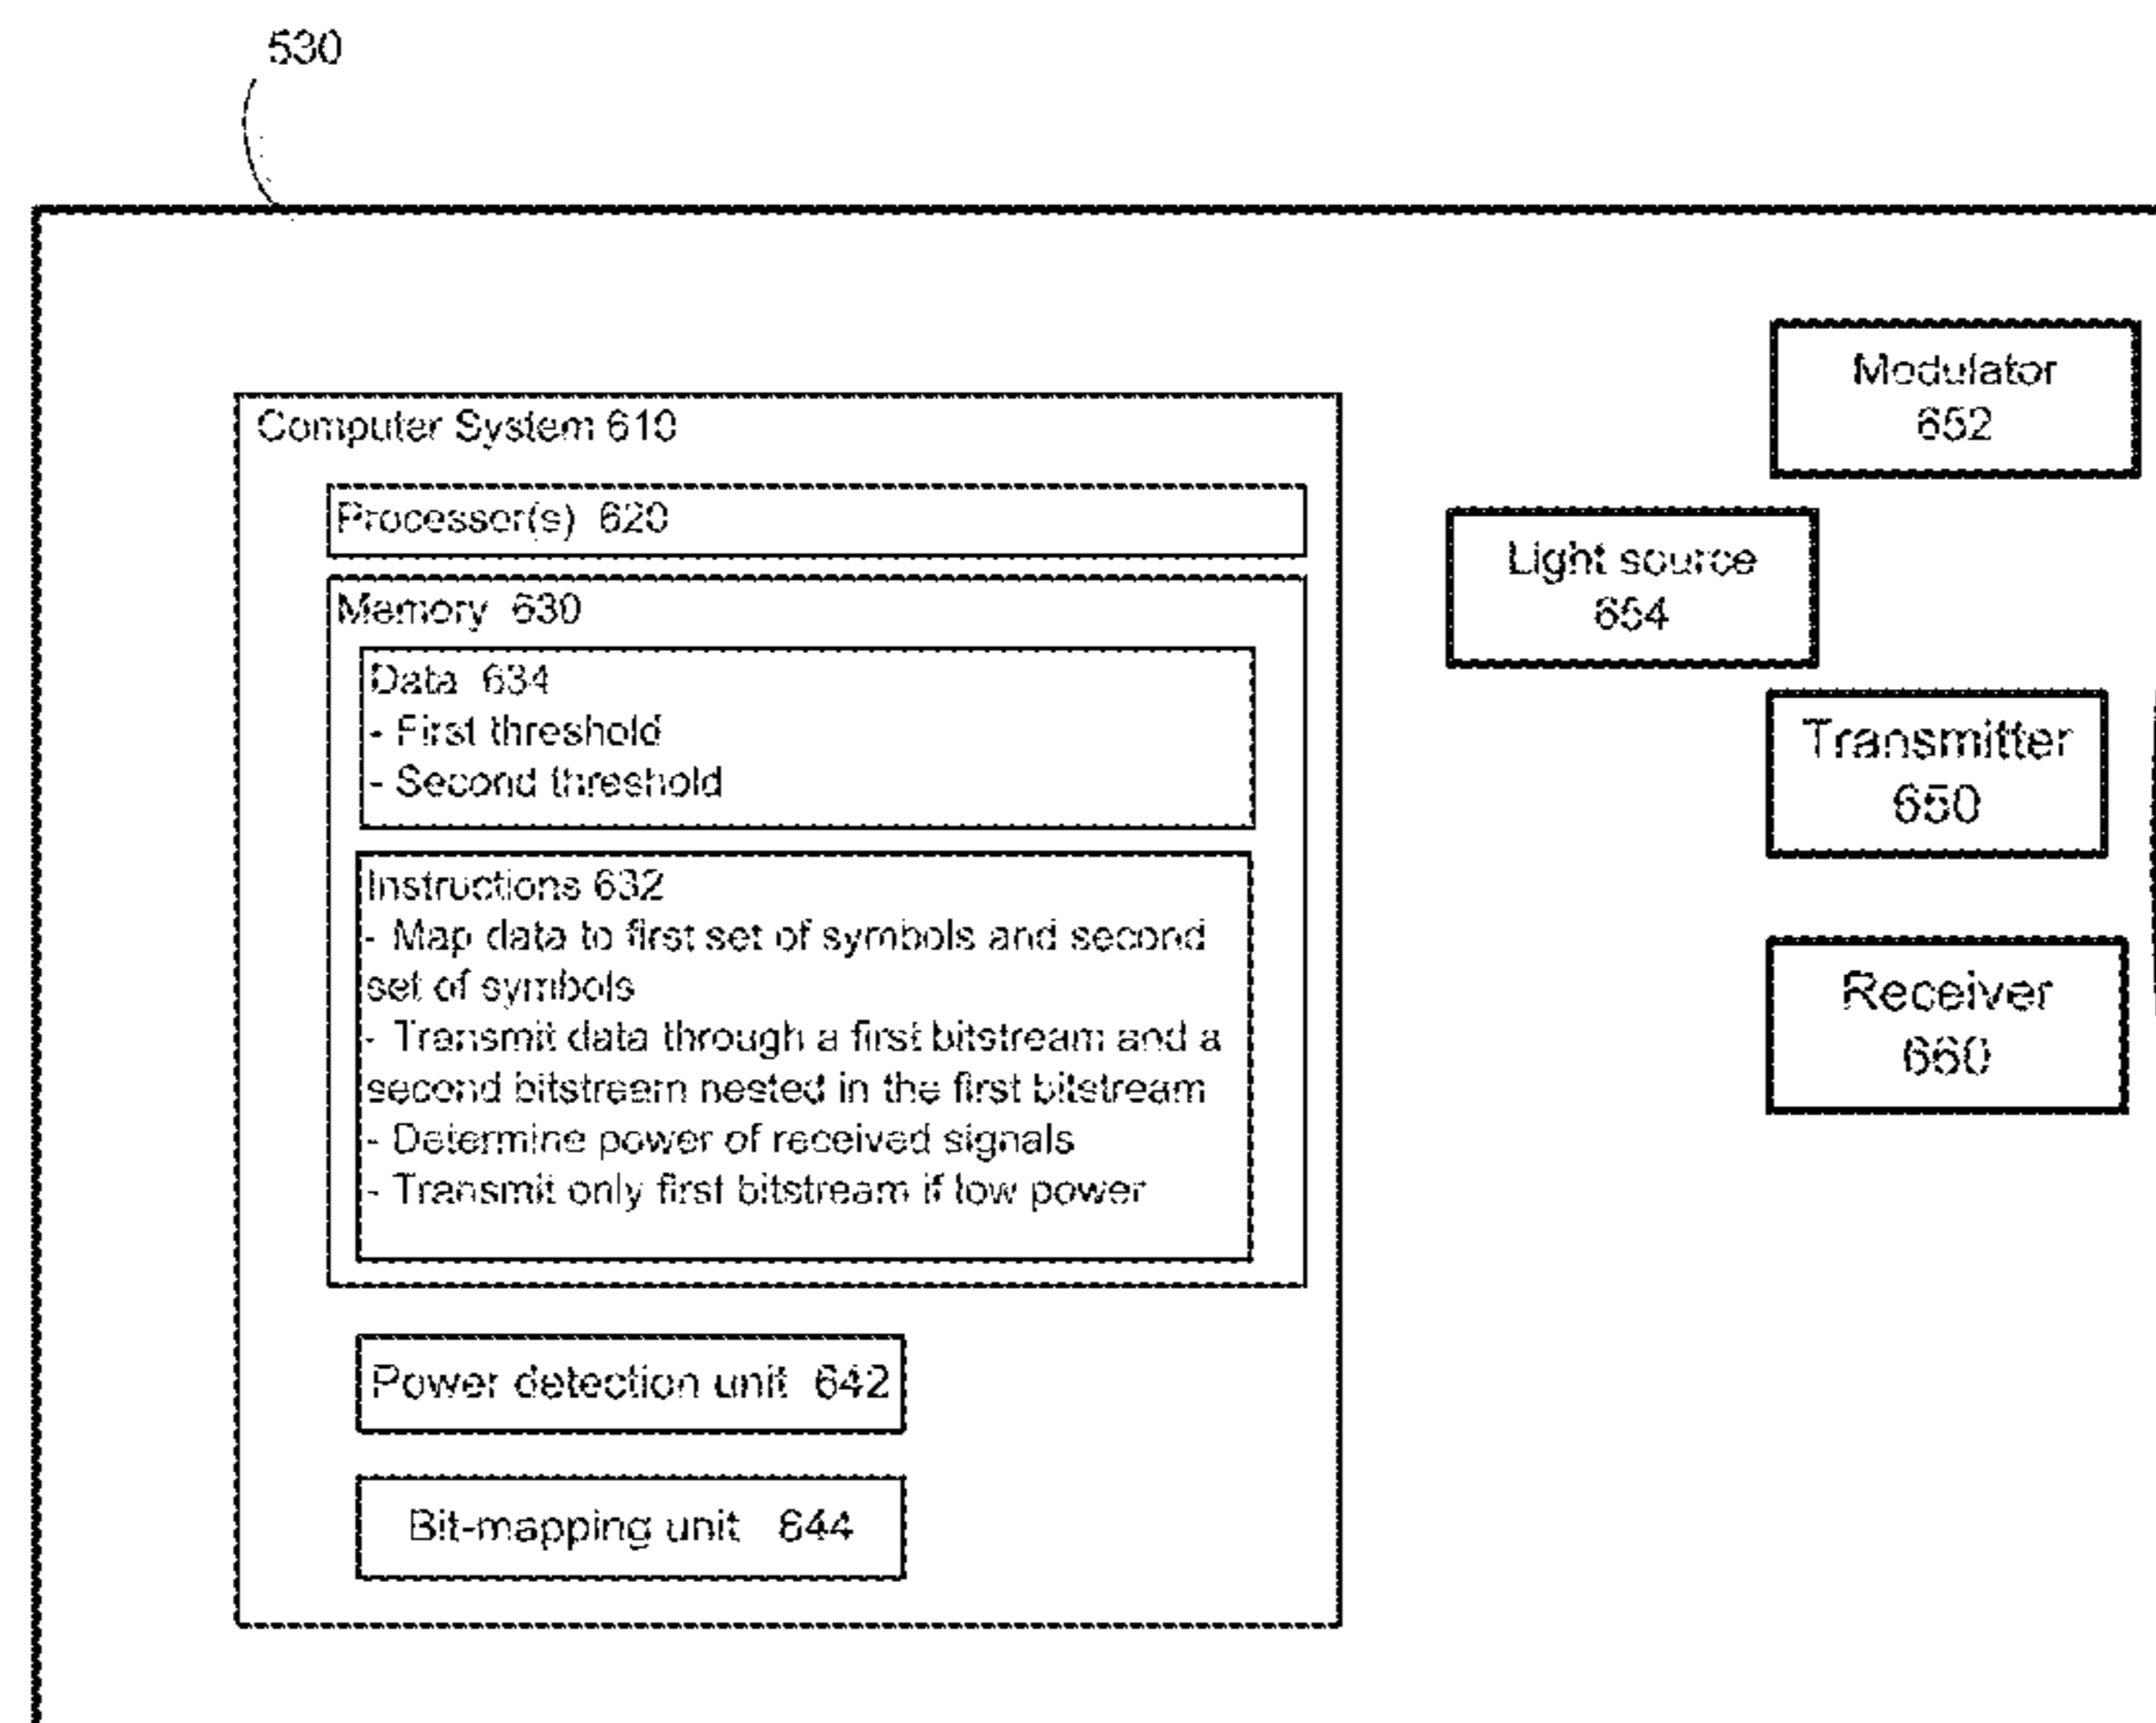 530
Computer System 610
Processor(s) 620
Memory 630
Data 634
- First threshold
- Second threshold
Instructions 632
- Map data to first set of symbols and second
set of symbols
- Transmit data through a first bitstream and a
second bitstream nested in the first bitstream
- Determine power of received signals
- Transmit only first bitstream if low power
Power detection unit 642
Bit-mapping unit 644
Modulator
652
Light source
654
Transmitter
650
Receiver
660